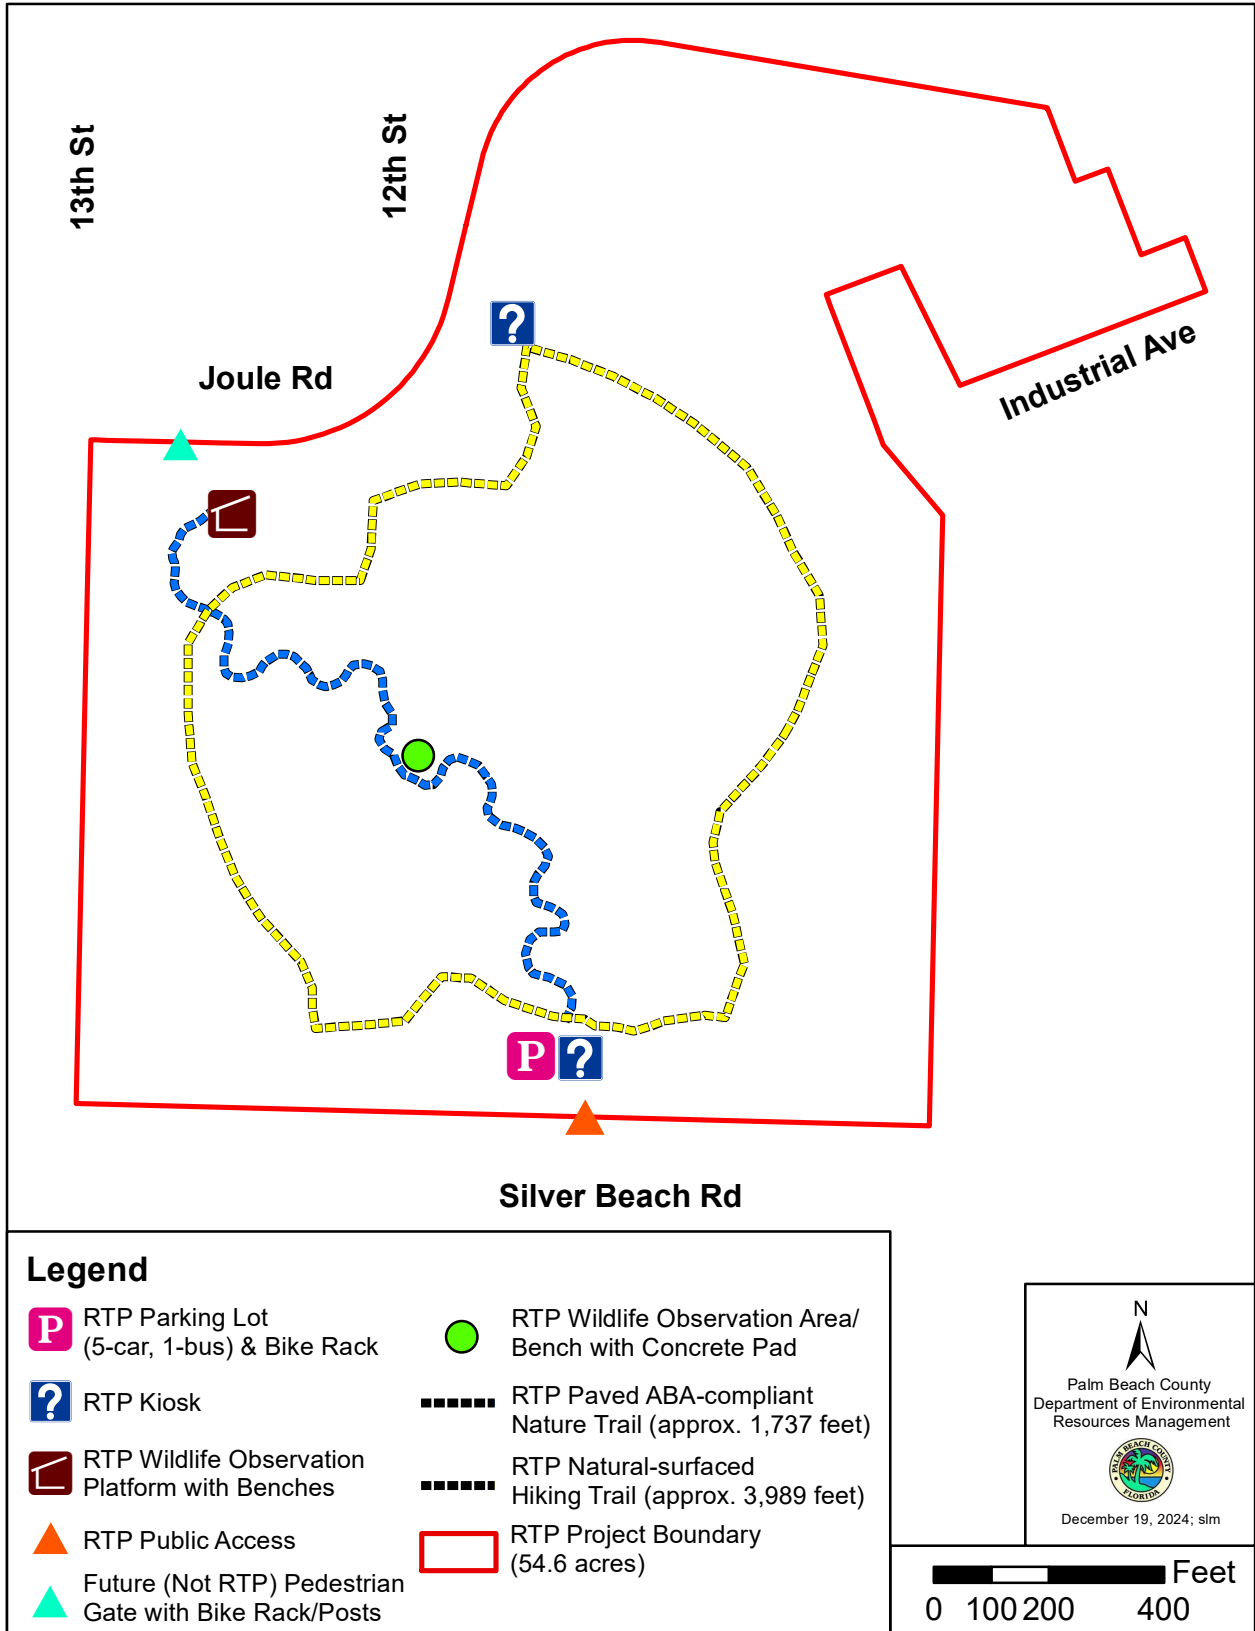 13th St
12th St
Joule Rd
Industrial Ave
P
Silver Beach Rd
Legend
P
RTP Parking Lot
(5-car, 1-bus) & Bike Rack
RTP Kiosk
RTP Wildlife Observation
Platform with Benches
RTP Public Access
Future (Not RTP) Pedestrian
Gate with Bike Rack/Posts
RTP Wildlife Observation Area/
Bench with Concrete Pad
RTP Paved ABA-compliant
Nature Trail (approx. 1,737 feet)
RTP Natural-surfaced
Hiking Trail (approx. 3,989 feet)
RTP Project Boundary
(54.6 acres)
N
Palm Beach County
Department of Environmental
Resources Management
PALM BEACH COUNTY
FLORIDA
December 19, 2024; slm
Feet
0 100 200 400